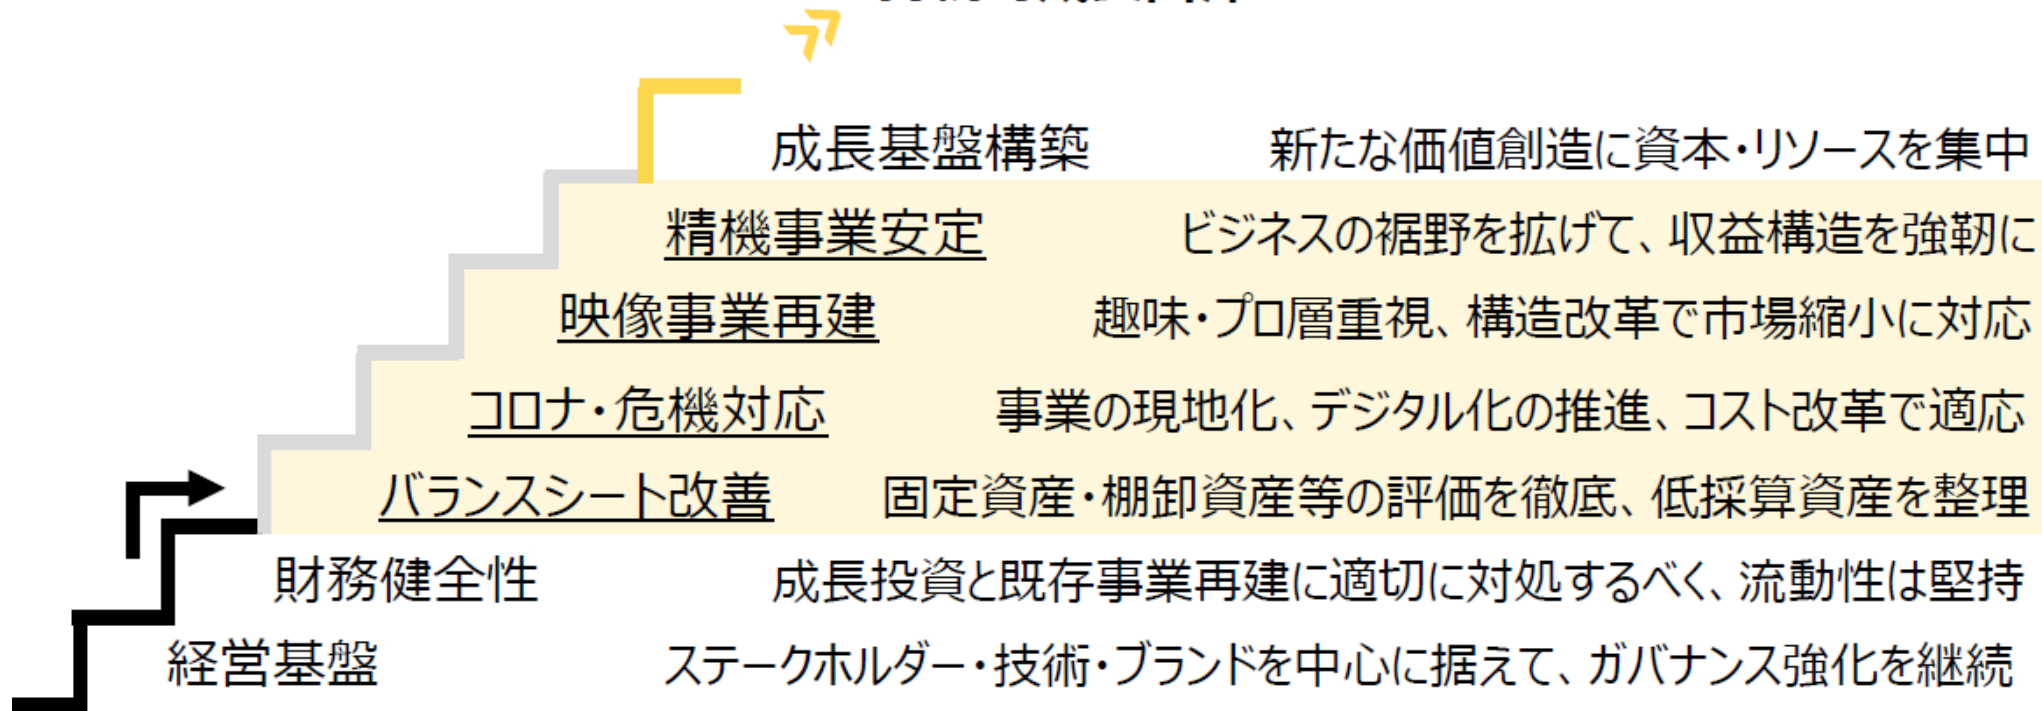 成長基盤構築 新たな価値創造に資本・リソースを集中
精機事業安定 ビジネスの裾野を拡げて、収益構造を強靭に
映像事業再建 趣味・プロ層重視、構造改革で市場縮小に対応
コロナ・危機対応 事業の現地化、デジタル化の推進、コスト改革で適応
バランスシート改善 固定資産・棚卸資産等の評価を徹底、低採算資産を整理
財務健全性 成長投資と既存事業再建に適切に対処するべく、流動性は堅持
経営基盤 ステークホルダー・技術・ブランドを中心に据えて、ガバナンス強化を継続